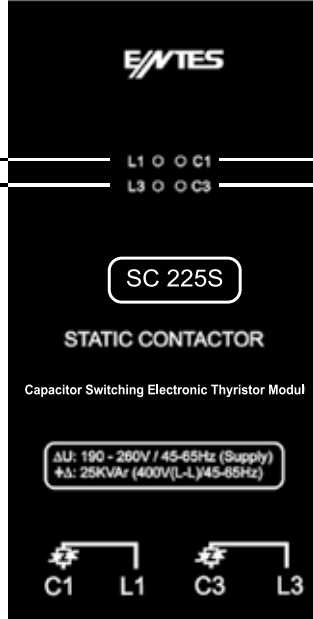 ENTES
L1 C1
L3 C3
SC 225S
STATIC CONTACTOR
Capacitor Switching Electronic Thyristor Modul
ΔU: 190 - 260V / 45-65Hz (Supply)
+Δ: 25KVAr (400V(L-L)/45-65Hz)
C1 L1 C3 L3